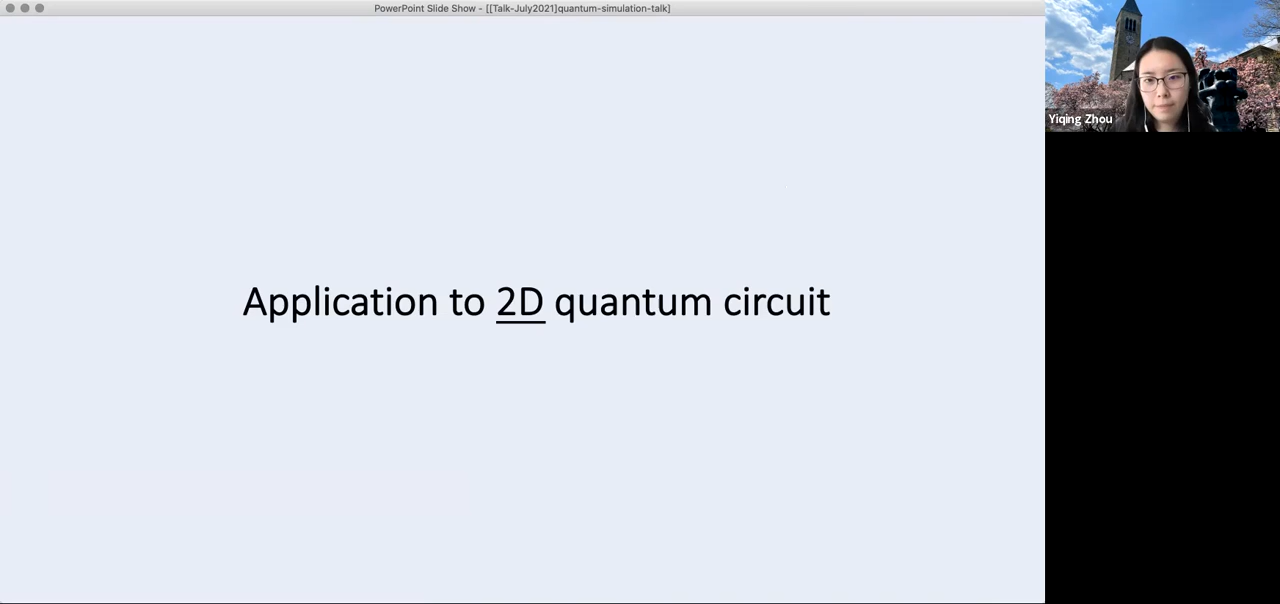 PowerPoint Slide Show - [[Talk-July2021]quantum-simulation-talk]
Yiqing Zhou
Application to 2D quantum circuit